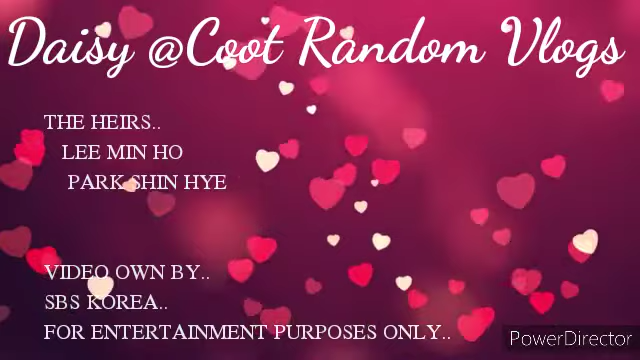 Daisy @Coot Random Vlogs
THE HEIRS..
LEE MIN HO
PARK SHIN HYE
VIDEO OWN BY..
SBS KOREA..
FOR ENTERTAINMENT PURPOSES ONLY..
PowerDirector